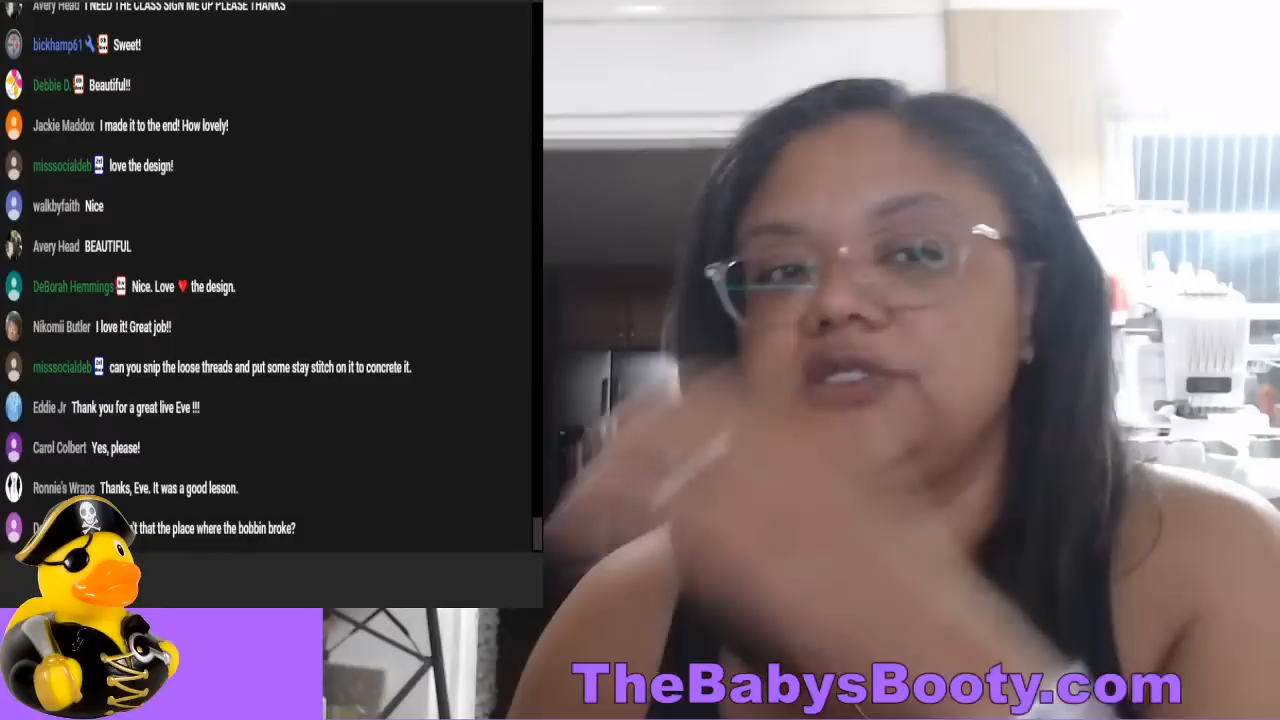 Avery Head I NEED THE CLASS SIGN ME UP PLEASE THANKS
bickhamp61 Sweet!
Debbie D. Beautiful!!
Jackie Maddox I made it to the end! How lovely!
misssocialdeb love the design!
walkbyfaith Nice
Avery Head BEAUTIFUL
DeBorah Hemmings Nice. Love ❤ the design.
Nikomii Butler I love it! Great job!!
misssocialdeb can you snip the loose threads and put some stay stitch on it to concrete it.
Eddie Jr Thank you for a great live Eve !!!
Carol Colbert Yes, please!
Ronnie's Wraps Thanks, Eve. It was a good lesson.
that the place where the bobbin broke?
TheBabysBooty.com